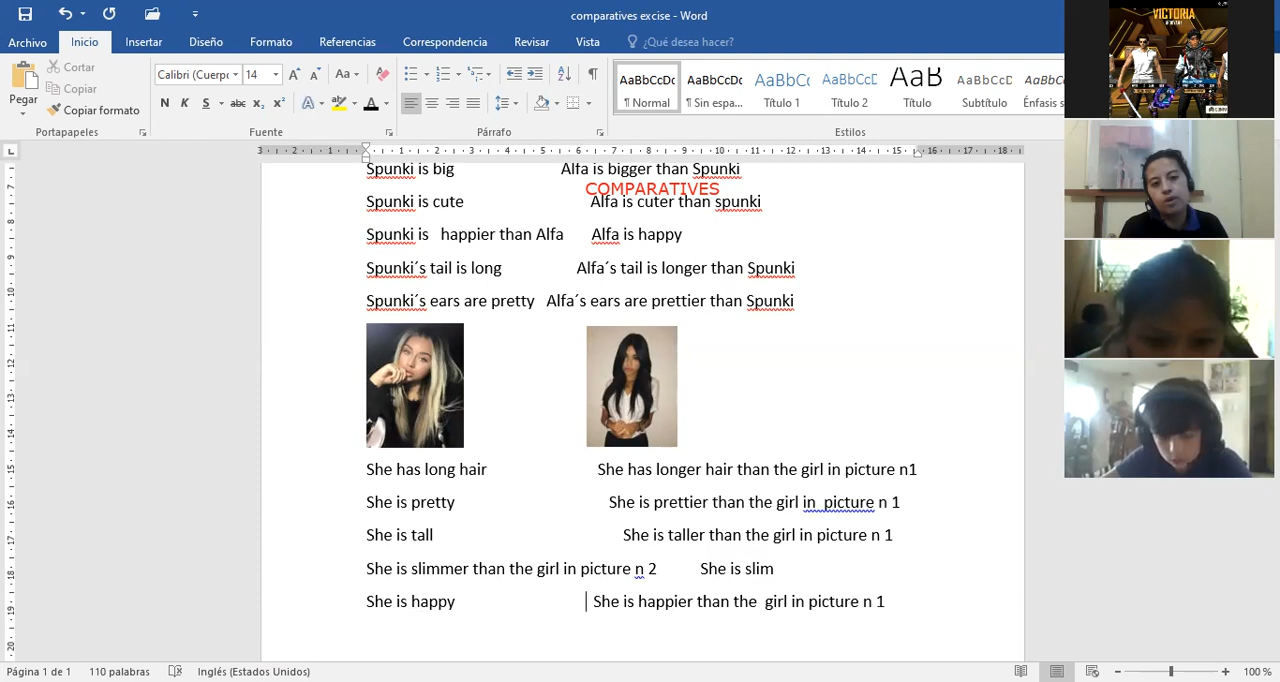 comparatives excise - Word
Archivo Inicio Insertar Diseño Formato Referencias Correspondencia Revisar Vista ¿Qué desea hacer?
Pegar
Cortar
Copiar
Copiar formato
Portapapeles
Calibri (Cuerpo 14
Fuente
Párrafo
AaBbCcDc AaBbCcDc AaBbCc AaBbCcD AaB AaBbCcD AaBbCcD
¶ Normal ¶ Sin espa... Título 1 Título 2 Título Subtítulo Énfasis s
Estilos
VICTORIA
Spunki is big Alfa is bigger than Spunki
COMPARATIVES
Spunki is cute Alfa is cuter than spunki
Spunki is happier than Alfa Alfa is happy
Spunki´s tail is long Alfa´s tail is longer than Spunki
Spunki´s ears are pretty Alfa´s ears are prettier than Spunki
She has long hair She has longer hair than the girl in picture n1
She is pretty She is prettier than the girl in picture n 1
She is tall She is taller than the girl in picture n 1
She is slimmer than the girl in picture n 2 She is slim
She is happy She is happier than the girl in picture n 1
Página 1 de 1 110 palabras Inglés (Estados Unidos) 100 %